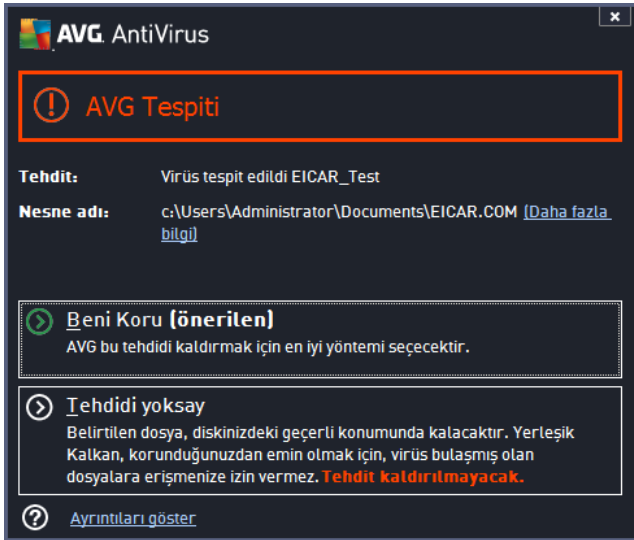 AVG. AntiVirus
AVG Tespiti
Tehdit: Virüs tespit edildi EICAR_Test
Nesne adı: c:\Users\Administrator\Documents\EICAR.COM (Daha fazla
bilgi)
Beni Koru (önerilen)
AVG bu tehdidi kaldırmak için en iyi yöntemi seçecektir.
Tehdidi yoksay
Belirtilen dosya, diskinizdeki geçerli konumunda kalacaktır. Yerleşik
Kalkan, korunduğunuzdan emin olmak için, virüs bulaşmış olan
dosyalara erişmenize izin vermez. Tehdit kaldırılmayacak.
Ayrıntıları göster